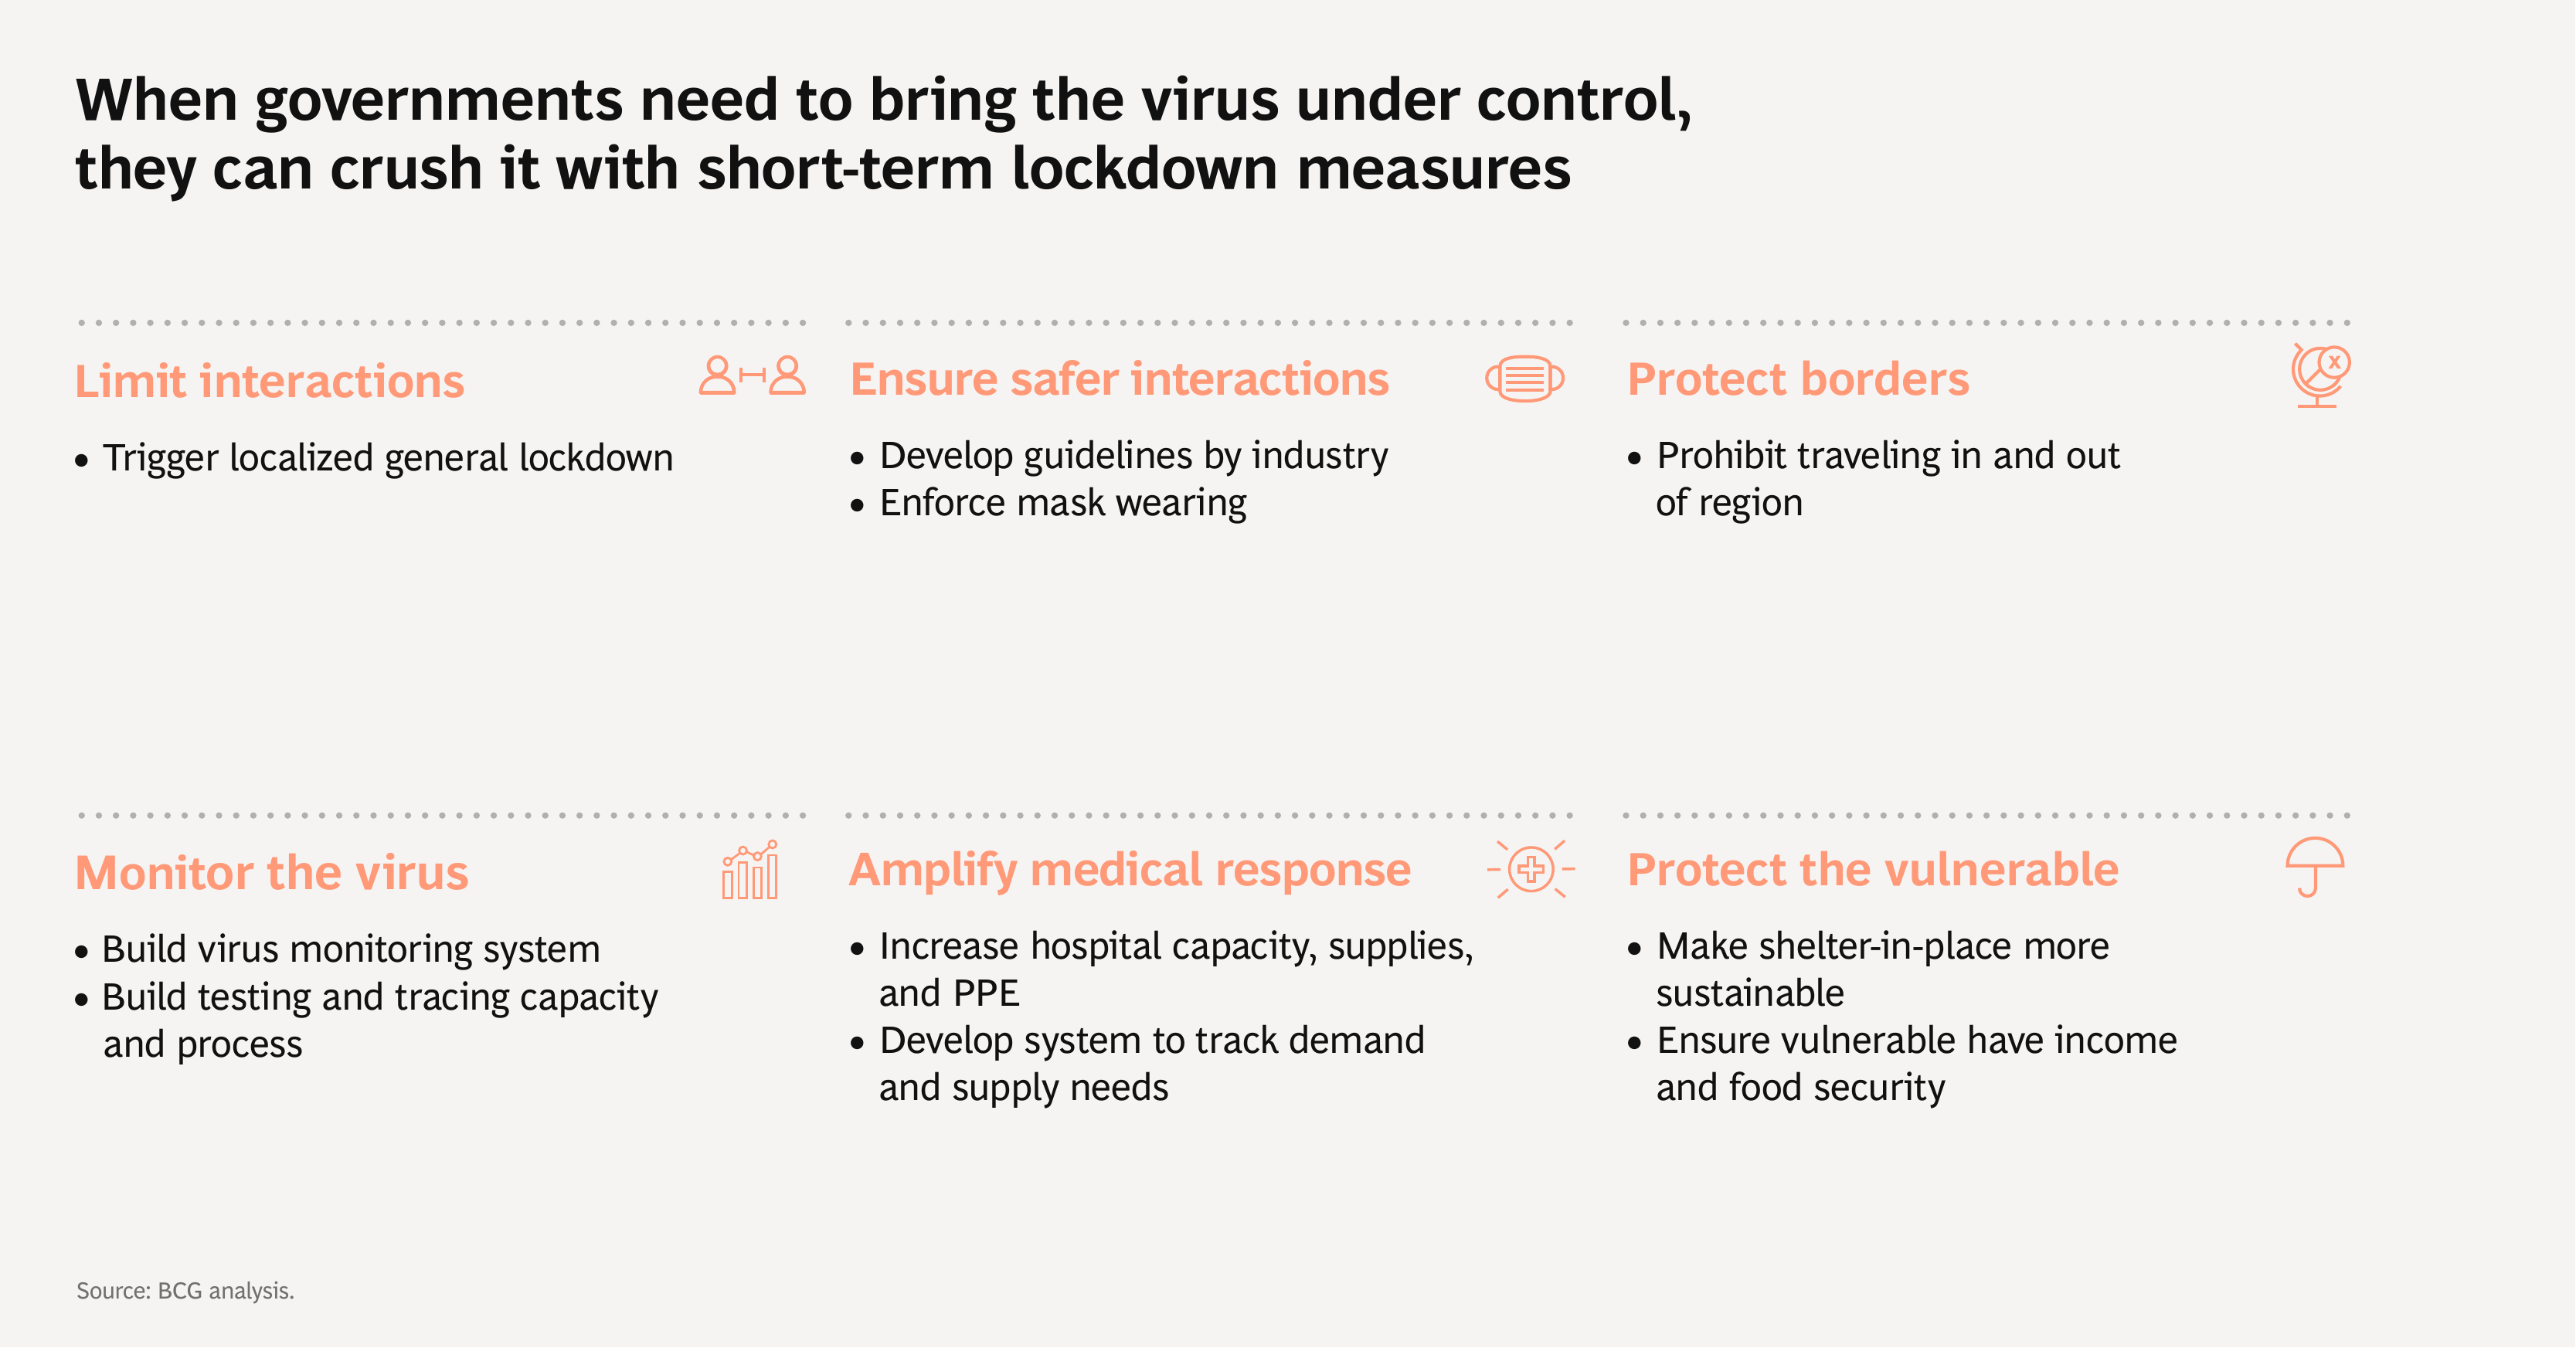 When governments need to bring the virus under control,
they can crush it with short-term lockdown measures
Limit interactions
• Trigger localized general lockdown
Ensure safer interactions
• Develop guidelines by industry
• Enforce mask wearing
Protect borders
x
• Prohibit traveling in and out
of region
Monitor the virus
• Build virus monitoring system
• Build testing and tracing capacity
and process
Amplify medical response
• Increase hospital capacity, supplies,
and PPE
• Develop system to track demand
and supply needs
Protect the vulnerable
• Make shelter-in-place more
sustainable
• Ensure vulnerable have income
and food security
Source: BCG analysis.